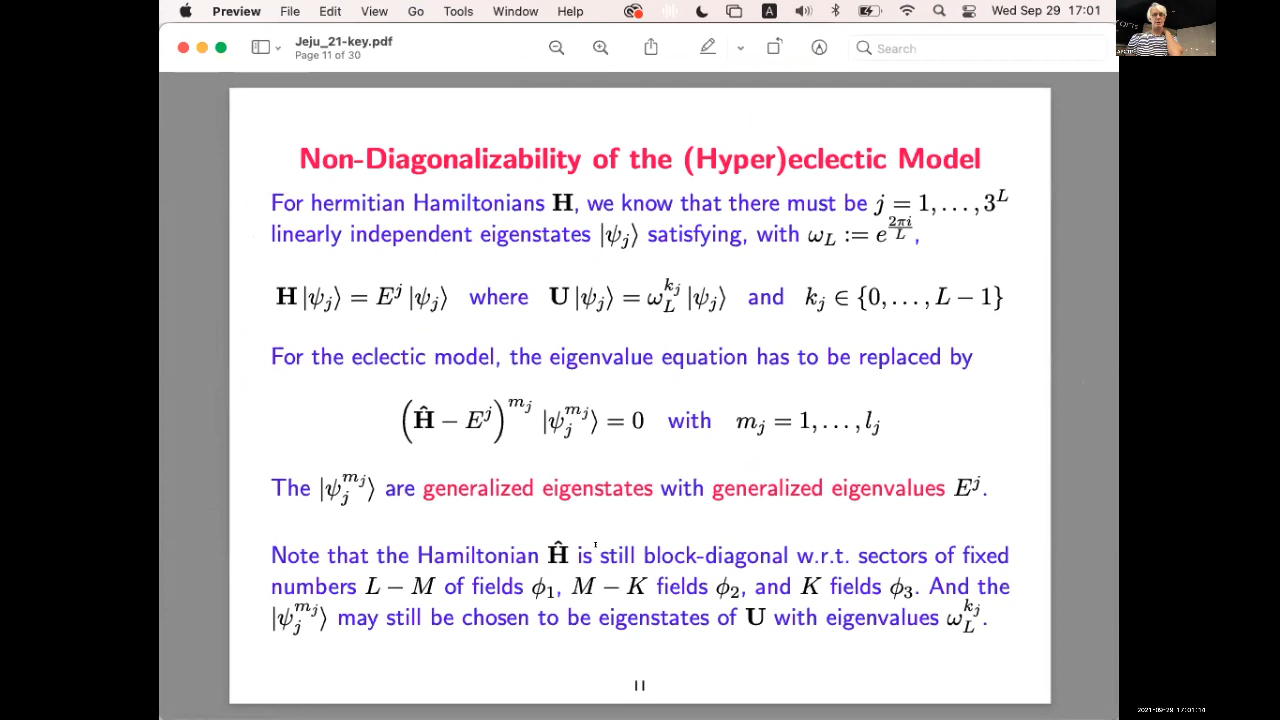 Preview File Edit View Go Tools Window Help A Wed Sep 29 17:01
Jeju_21-key.pdf
Page 11 of 30
Search
Non-Diagonalizability of the (Hyper)eclectic Model
For hermitian Hamiltonians H, we know that there must be j = 1, . . . , 3^L
linearly independent eigenstates |ψ_j⟩ satisfying, with ω_L := e^{2πi/L},
H |ψ_j⟩ = E^j |ψ_j⟩ where U |ψ_j⟩ = ω_L^{k_j} |ψ_j⟩ and k_j ∈ {0, . . . , L − 1}
For the eclectic model, the eigenvalue equation has to be replaced by
(Ĥ − E^j)^{m_j} |ψ_j^{m_j}⟩ = 0 with m_j = 1, . . . , l_j
The |ψ_j^{m_j}⟩ are generalized eigenstates with generalized eigenvalues E^j.
Note that the Hamiltonian Ĥ is still block-diagonal w.r.t. sectors of fixed
numbers L − M of fields ϕ_1, M − K fields ϕ_2, and K fields ϕ_3. And the
|ψ_j^{m_j}⟩ may still be chosen to be eigenstates of U with eigenvalues ω_L^{k_j}.
11
2021-09-29 17:01:14